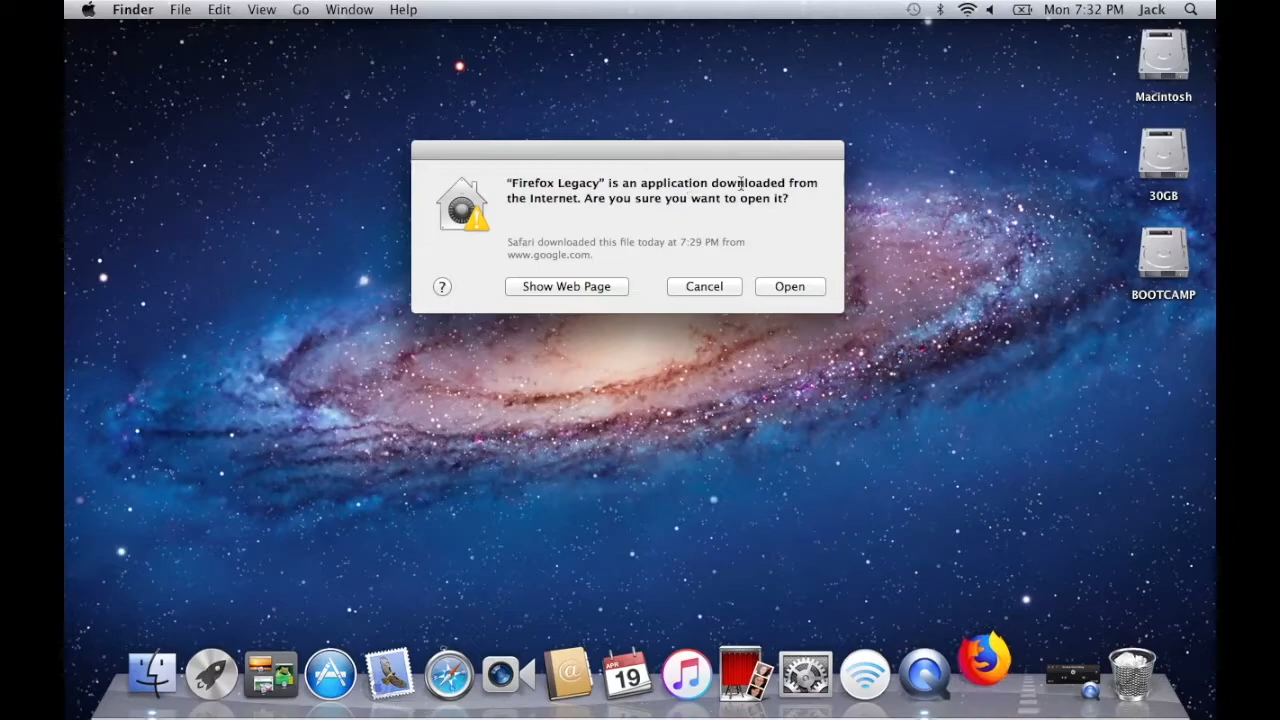 Finder File Edit View Go Window Help Mon 7:32 PM Jack
Macintosh
30GB
BOOTCAMP
“Firefox Legacy” is an application downloaded from
the Internet. Are you sure you want to open it?
Safari downloaded this file today at 7:29 PM from
www.google.com.
? Show Web Page Cancel Open
APR
19